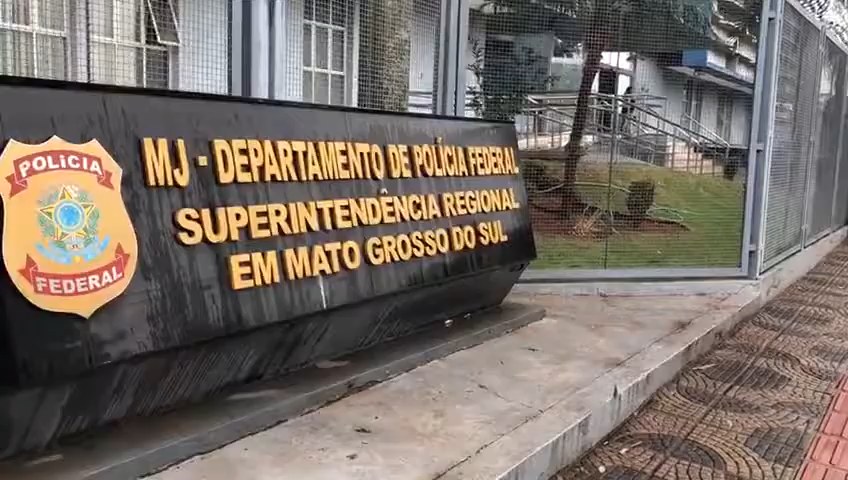 POLÍCIA
FEDERAL
MJ - DEPARTAMENTO DE POLÍCIA FEDERAL
SUPERINTENDÊNCIA REGIONAL
EM MATO GROSSO DO SUL